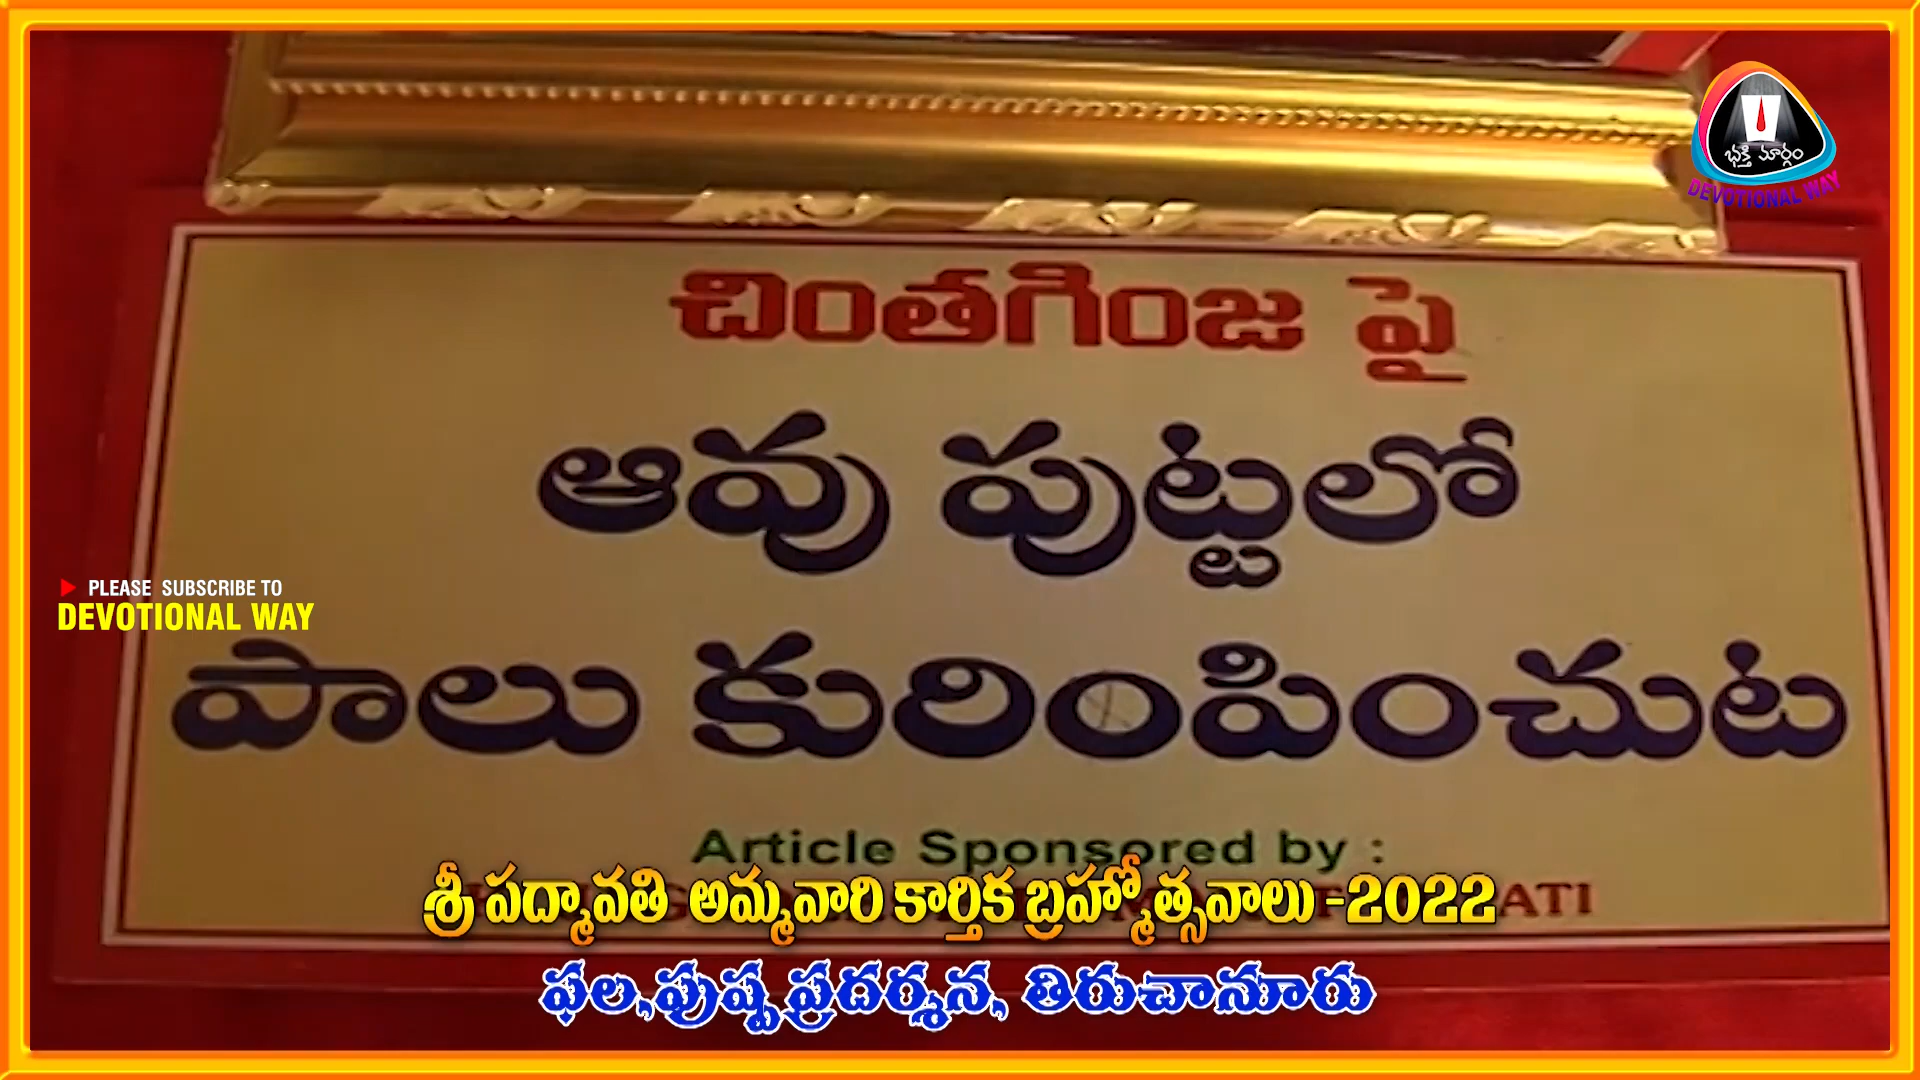 భక్తి మార్గం
DEVOTIONAL WAY
చింతగింజ పై
ఆవు పుట్టలో
PLEASE SUBSCRIBE TO
DEVOTIONAL WAY
పాలు కురిపించుట
Article Sponsored by :
శ్రీ పద్మావతి అమ్మవారి కార్తిక బ్రహ్మోత్సవాలు -2022
ఫల,పుష్ప ప్రదర్శన, తిరుచానూరు